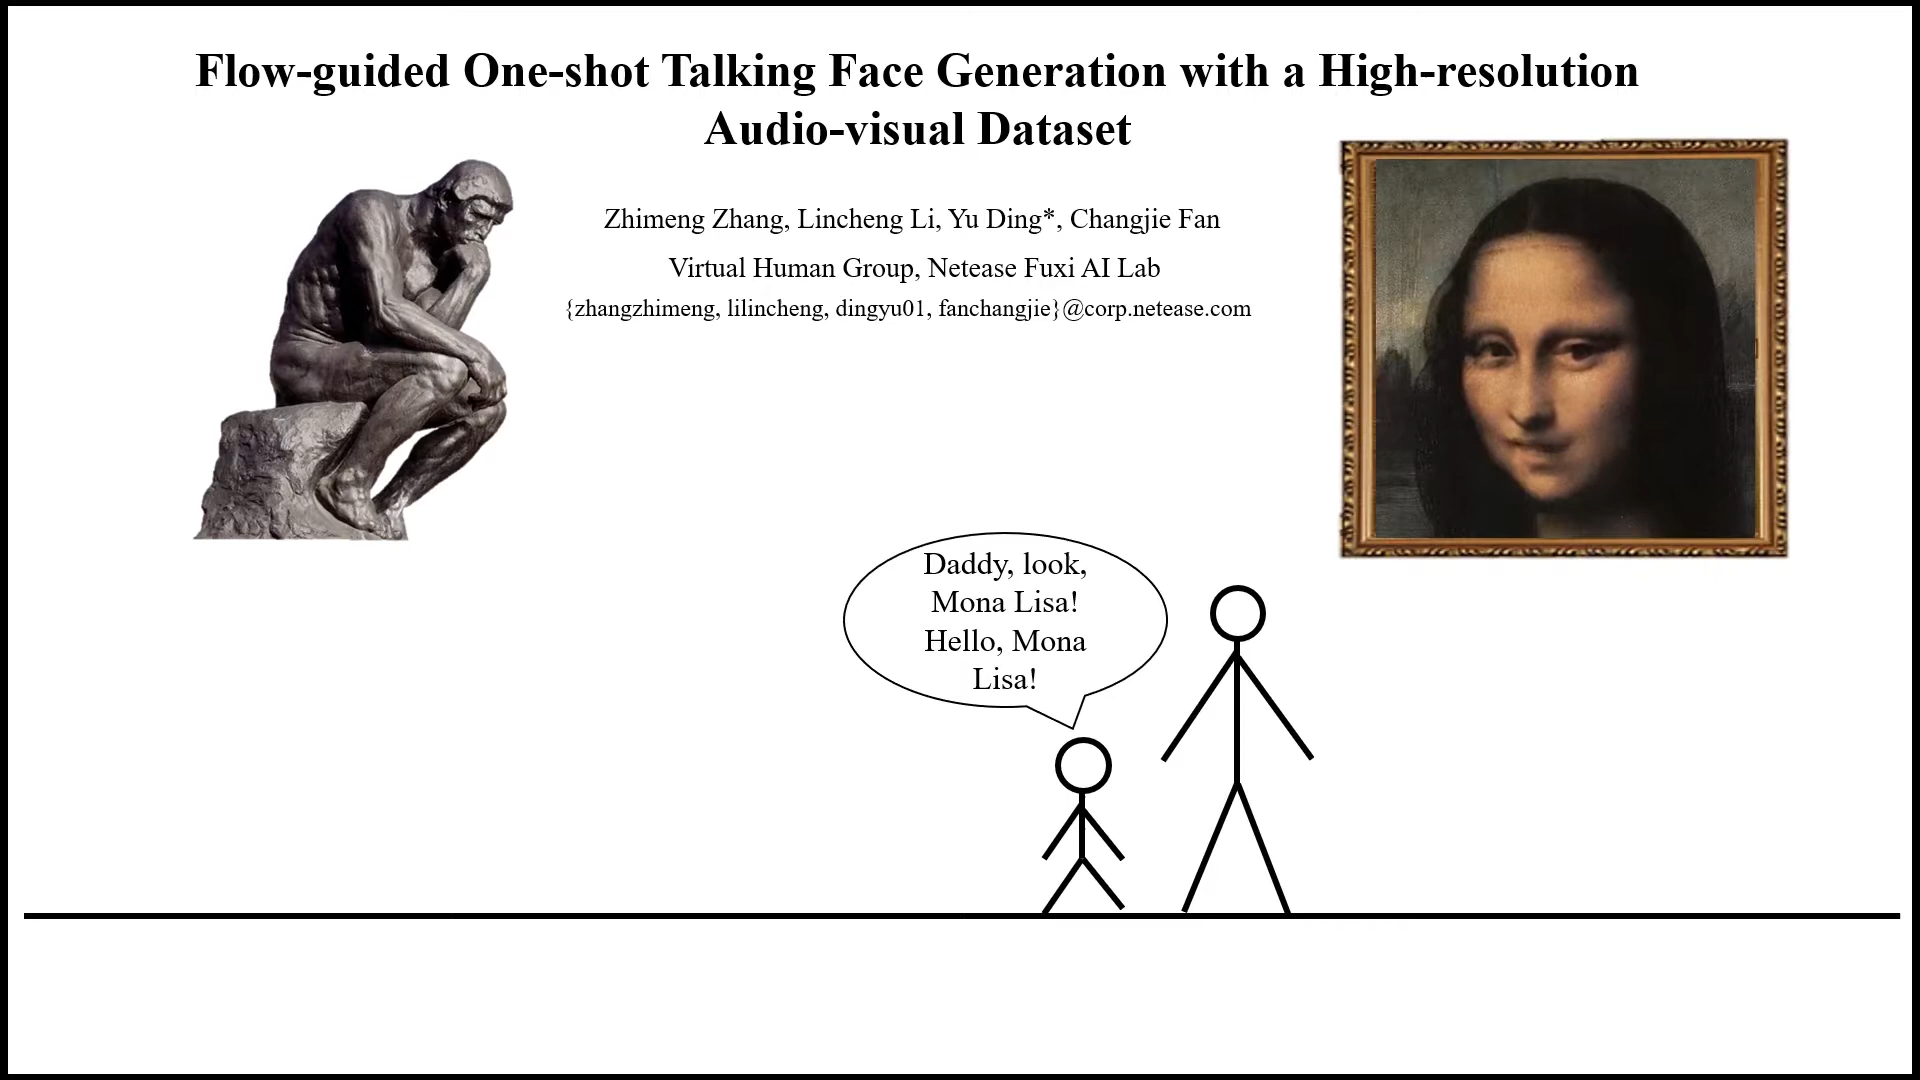 Flow-guided One-shot Talking Face Generation with a High-resolution
Audio-visual Dataset
Zhimeng Zhang, Lincheng Li, Yu Ding*, Changjie Fan
Virtual Human Group, Netease Fuxi AI Lab
{zhangzhimeng, lilincheng, dingyu01, fanchangjie}@corp.netease.com
Daddy, look,
Mona Lisa!
Hello, Mona
Lisa!